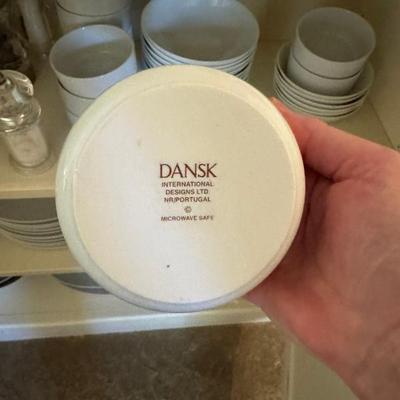 DANSK
INTERNATIONAL
DESIGNS LTD.
NR/PORTUGAL
©
MICROWAVE SAFE